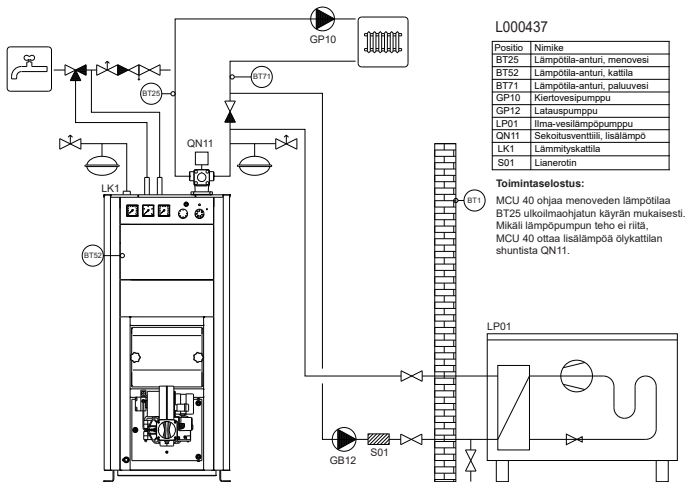 L000437
Positio Nimike
BT25 Lämpötila-anturi, menovesi
BT52 Lämpötila-anturi, kattila
BT71 Lämpötila-anturi, paluuvesi
GP10 Kiertovesipumppu
GP12 Latauspumppu
LP01 Ilma-vesilämpöpumppu
QN11 Sekoitusventtiili, lisälämpö
LK1 Lämmityskattila
S01 Lianerotin
Toimintaselostus:
MCU 40 ohjaa menoveden lämpötilaa
BT25 ulkoilmaohjatun käyrän mukaisesti.
Mikäli lämpöpumpun teho ei riitä,
MCU 40 ottaa lisälämpöä ölykattilan
shuntista QN11.
GP10
BT71
BT25
QN11
LK1
BT1
BT52
LP01
GB12
S01